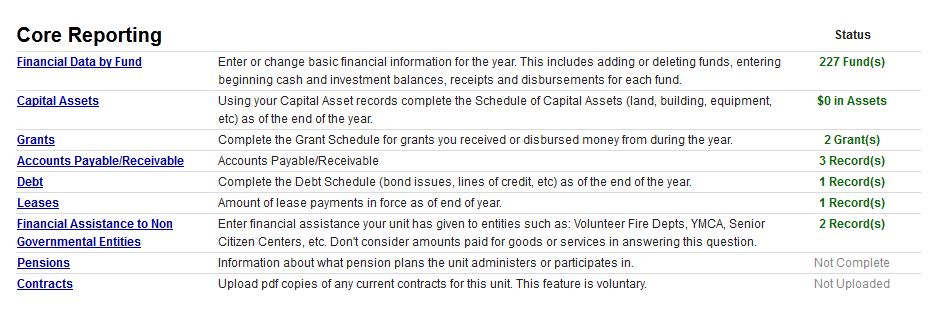 Core Reporting Status
Financial Data by Fund Enter or change basic financial information for the year. This includes adding or deleting funds, entering 227 Fund(s)
beginning cash and investment balances, receipts and disbursements for each fund.
Capital Assets Using your Capital Asset records complete the Schedule of Capital Assets (land, building, equipment, $0 in Assets
etc) as of the end of the year.
Grants Complete the Grant Schedule for grants you received or disbursed money from during the year. 2 Grant(s)
Accounts Payable/Receivable Accounts Payable/Receivable 3 Record(s)
Debt Complete the Debt Schedule (bond issues, lines of credit, etc) as of the end of the year. 1 Record(s)
Leases Amount of lease payments in force as of end of year. 1 Record(s)
Financial Assistance to Non Enter financial assistance your unit has given to entities such as: Volunteer Fire Depts, YMCA, Senior 2 Record(s)
Governmental Entities Citizen Centers, etc. Don't consider amounts paid for goods or services in answering this question.
Pensions Information about what pension plans the unit administers or participates in. Not Complete
Contracts Upload pdf copies of any current contracts for this unit. This feature is voluntary. Not Uploaded